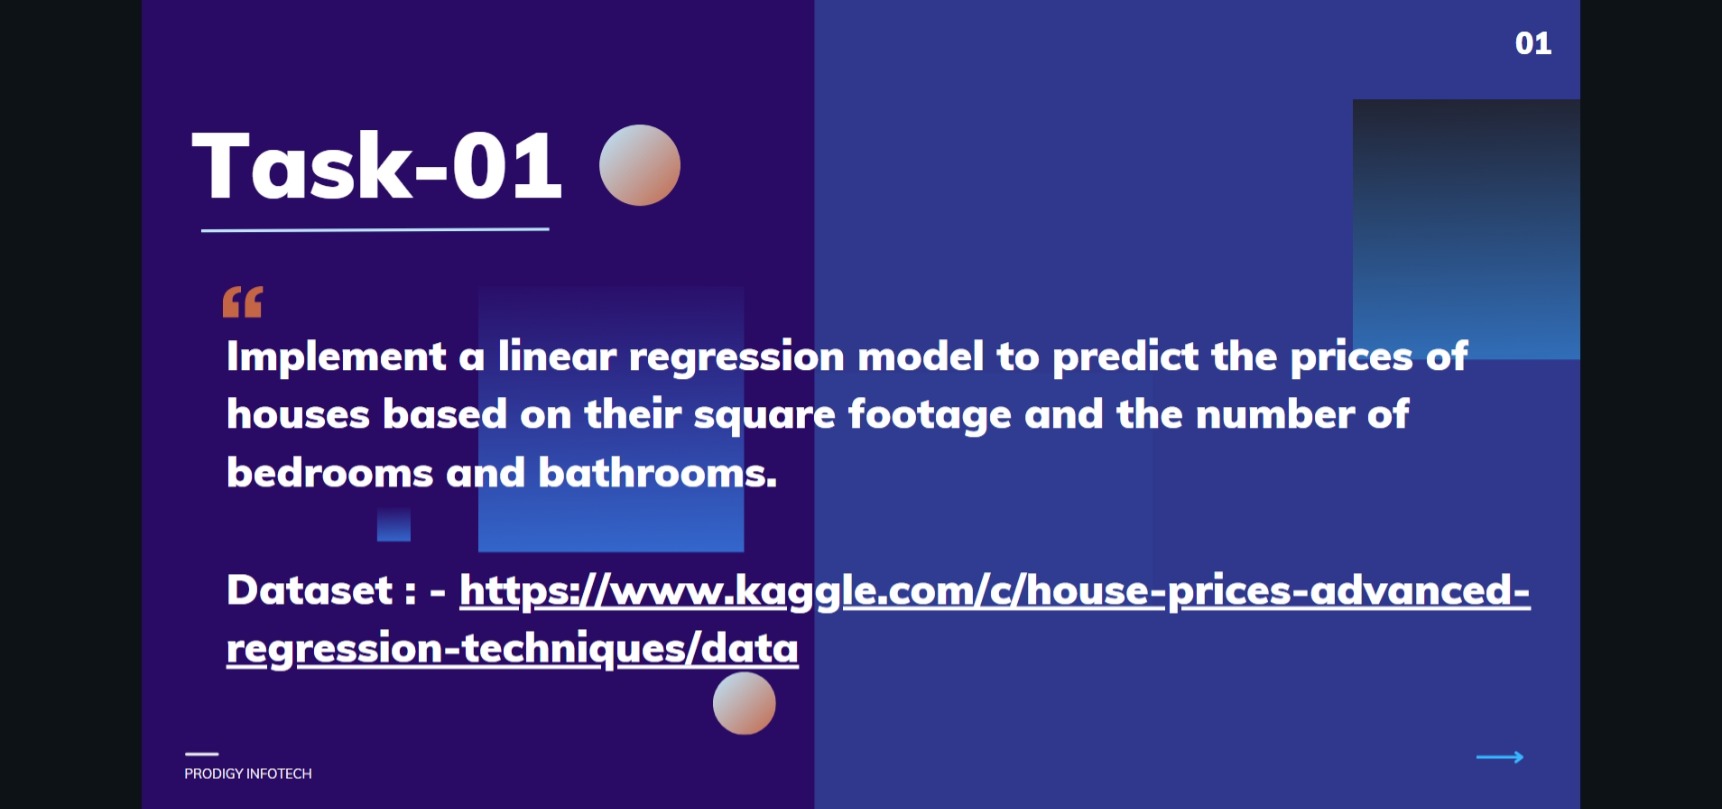 01
Task-01
“
Implement a linear regression model to predict the prices of
houses based on their square footage and the number of
bedrooms and bathrooms.
Dataset : - https://www.kaggle.com/c/house-prices-advanced-
regression-techniques/data
PRODIGY INFOTECH